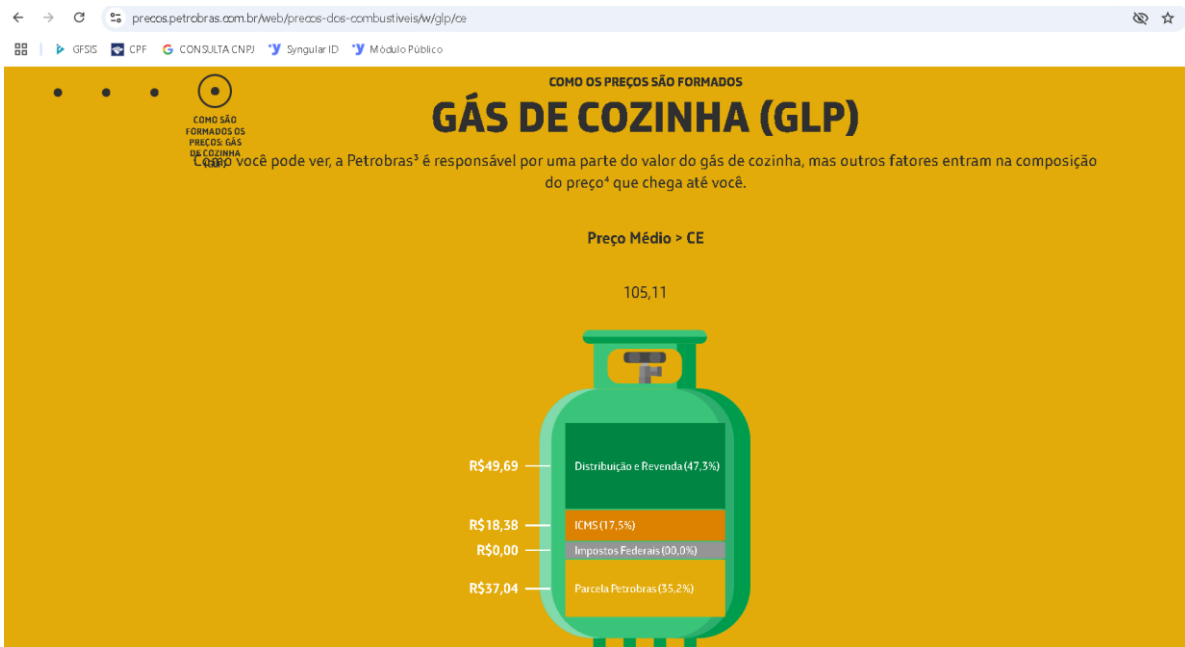 precos.petrobras.com.br/web/precos-dos-combustiveis/w/glp/ce
GFSIS CPF CONSULTA CNPJ Syngular ID Módulo Público
COMO SÃO
FORMADOS OS
PREÇOS: GÁS
DE COZINHA
(GLP)
COMO OS PREÇOS SÃO FORMADOS
GÁS DE COZINHA (GLP)
Como você pode ver, a Petrobras³ é responsável por uma parte do valor do gás de cozinha, mas outros fatores entram na composição
do preço⁴ que chega até você.
Preço Médio > CE
105,11
R$49,69 Distribuição e Revenda (47,3%)
R$18,38 ICMS (17,5%)
R$0,00 Impostos Federais (00,0%)
R$37,04 Parcela Petrobras (35,2%)